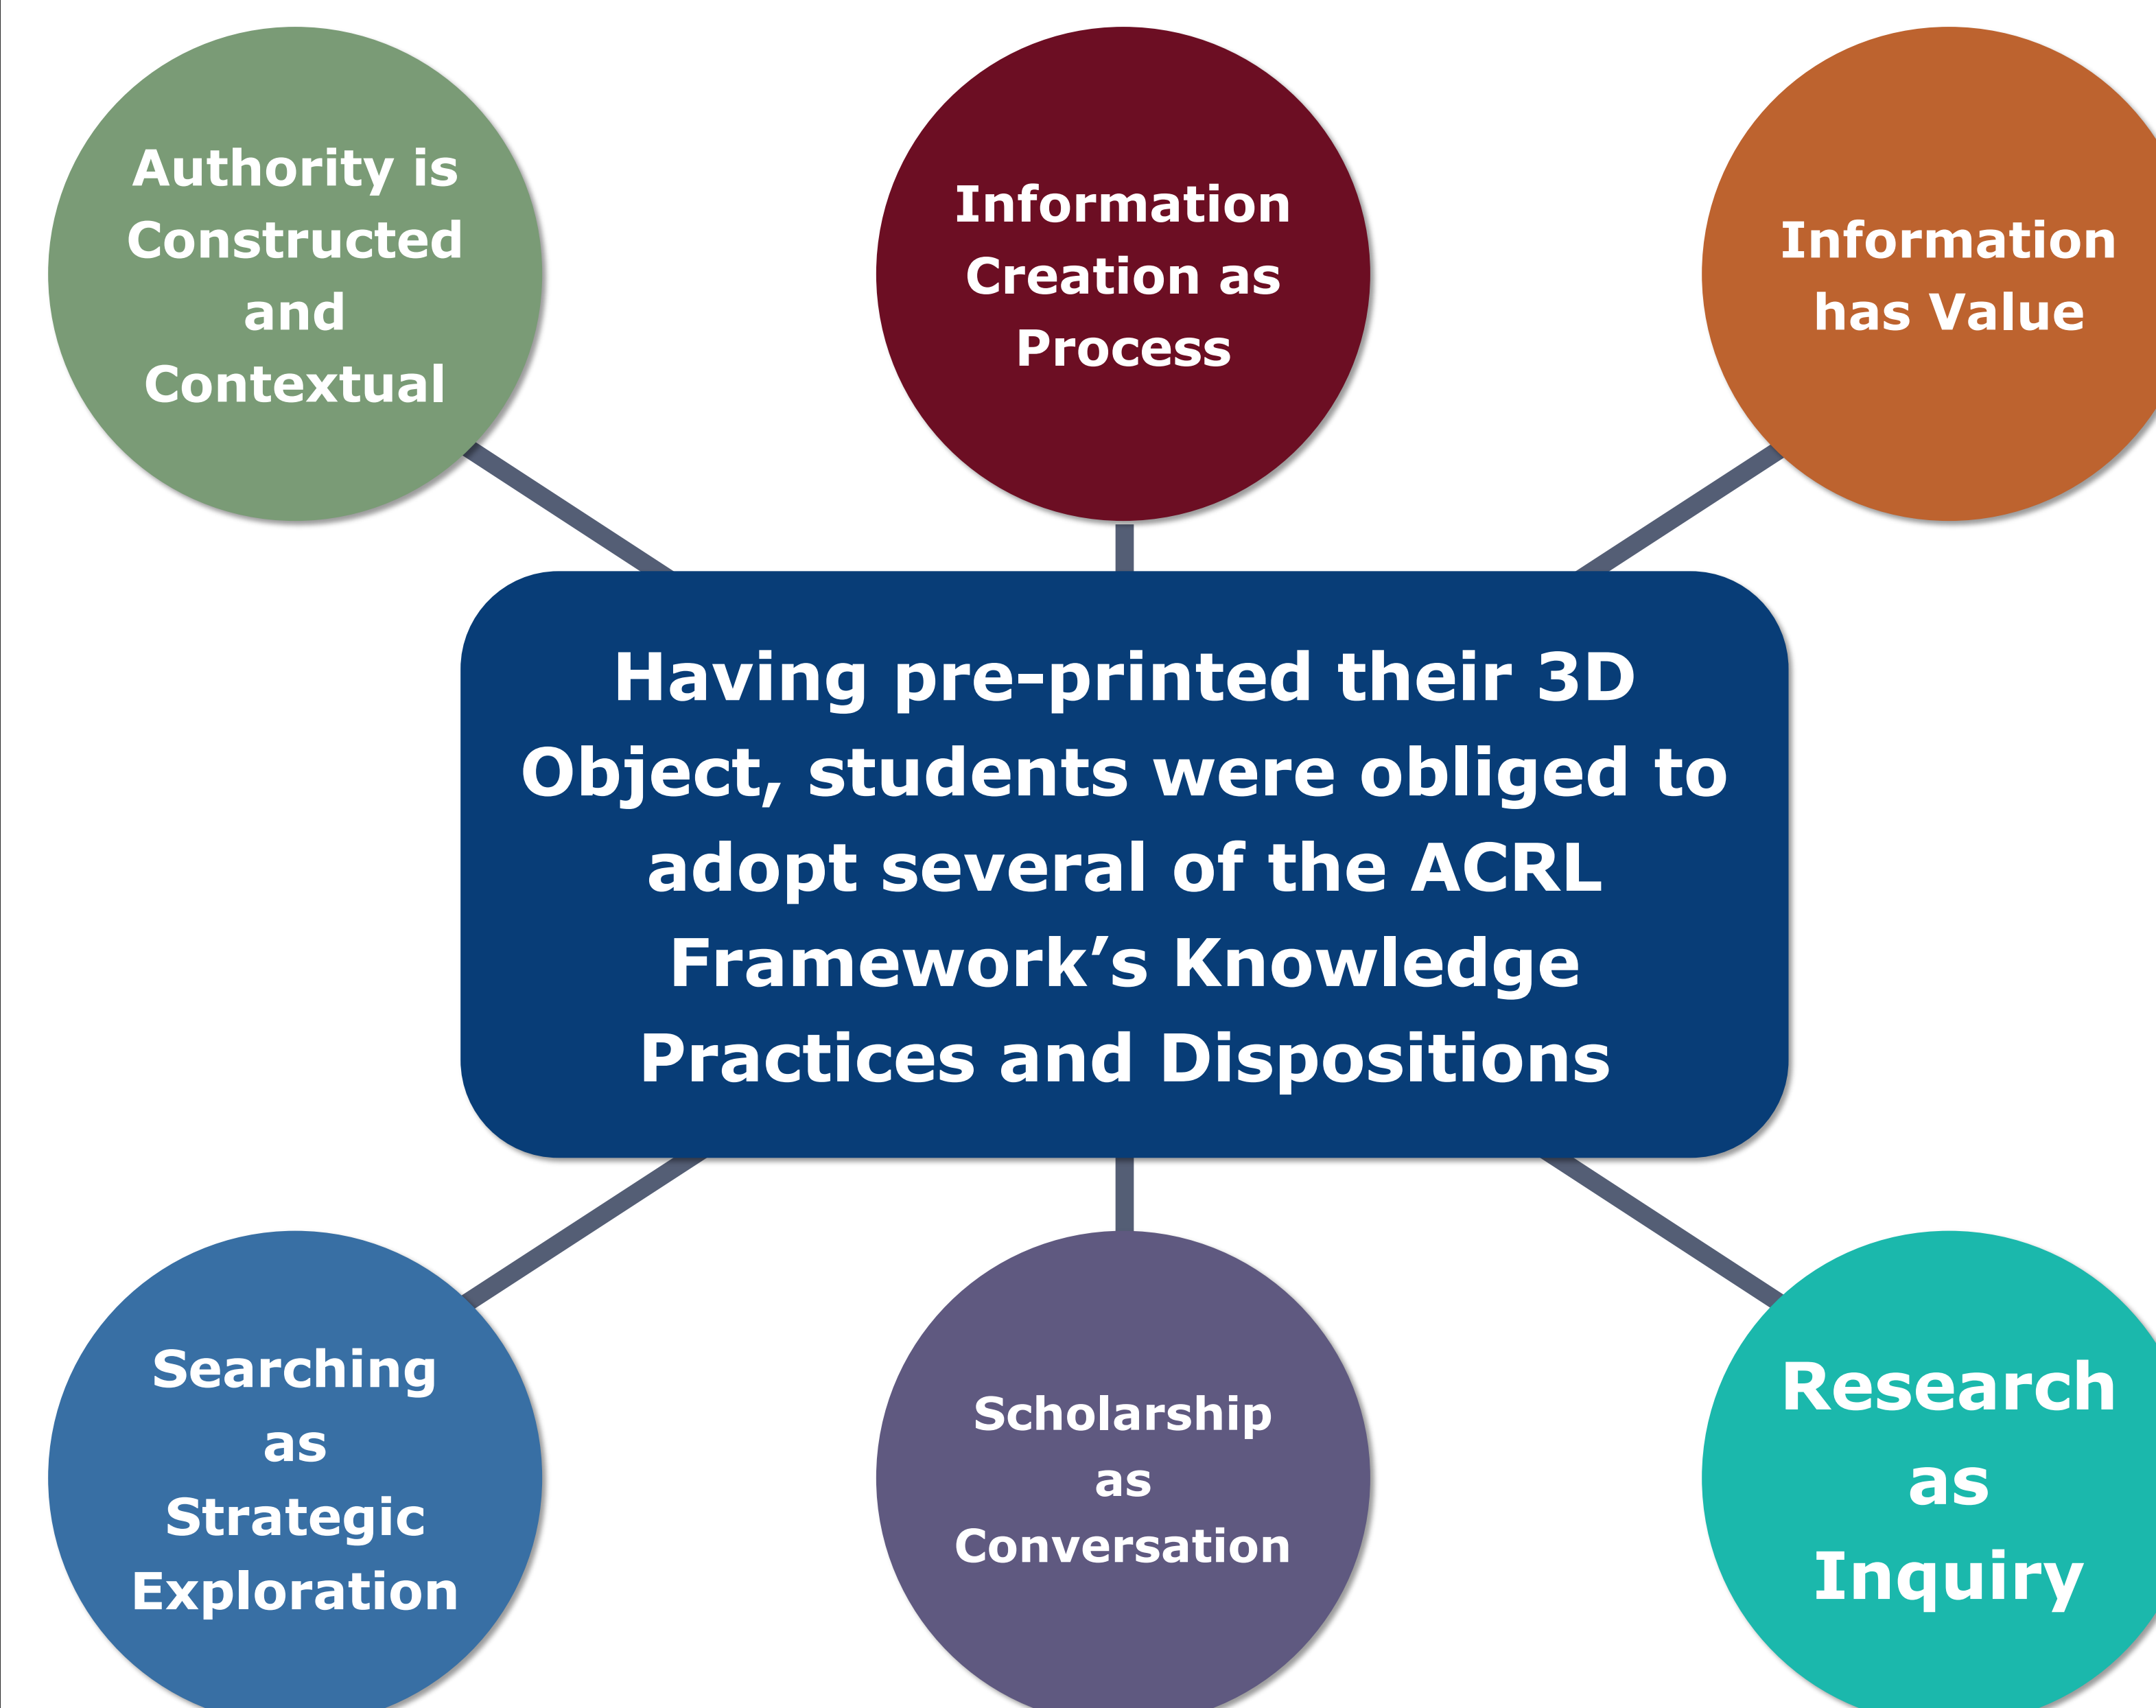 Authority is
Constructed
and
Contextual
Information
Creation as
Process
Information
has Value
Having pre-printed their 3D
Object, students were obliged to
adopt several of the ACRL
Framework’s Knowledge
Practices and Dispositions
Searching
as
Strategic
Exploration
Scholarship
as
Conversation
Research
as
Inquiry